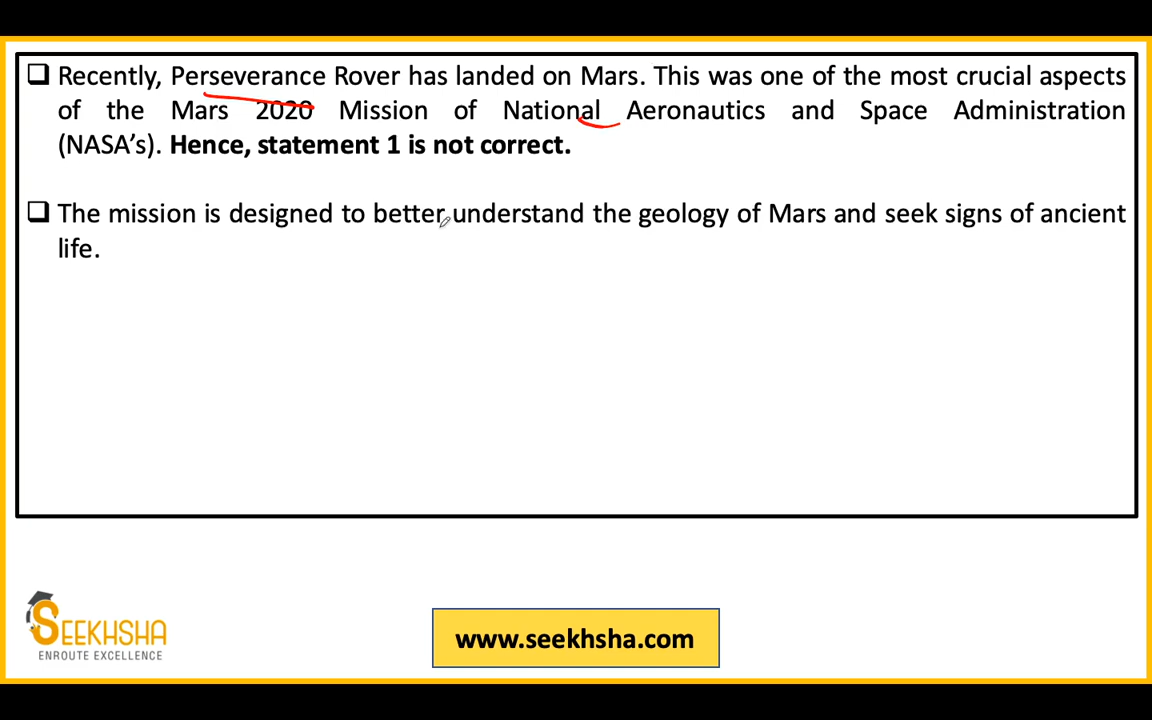 Recently, Perseverance Rover has landed on Mars. This was one of the most crucial aspects
of the Mars 2020 Mission of National Aeronautics and Space Administration
(NASA's). Hence, statement 1 is not correct.
The mission is designed to better understand the geology of Mars and seek signs of ancient
life.
SEEKHSHA
ENROUTE EXCELLENCE
www.seekhsha.com